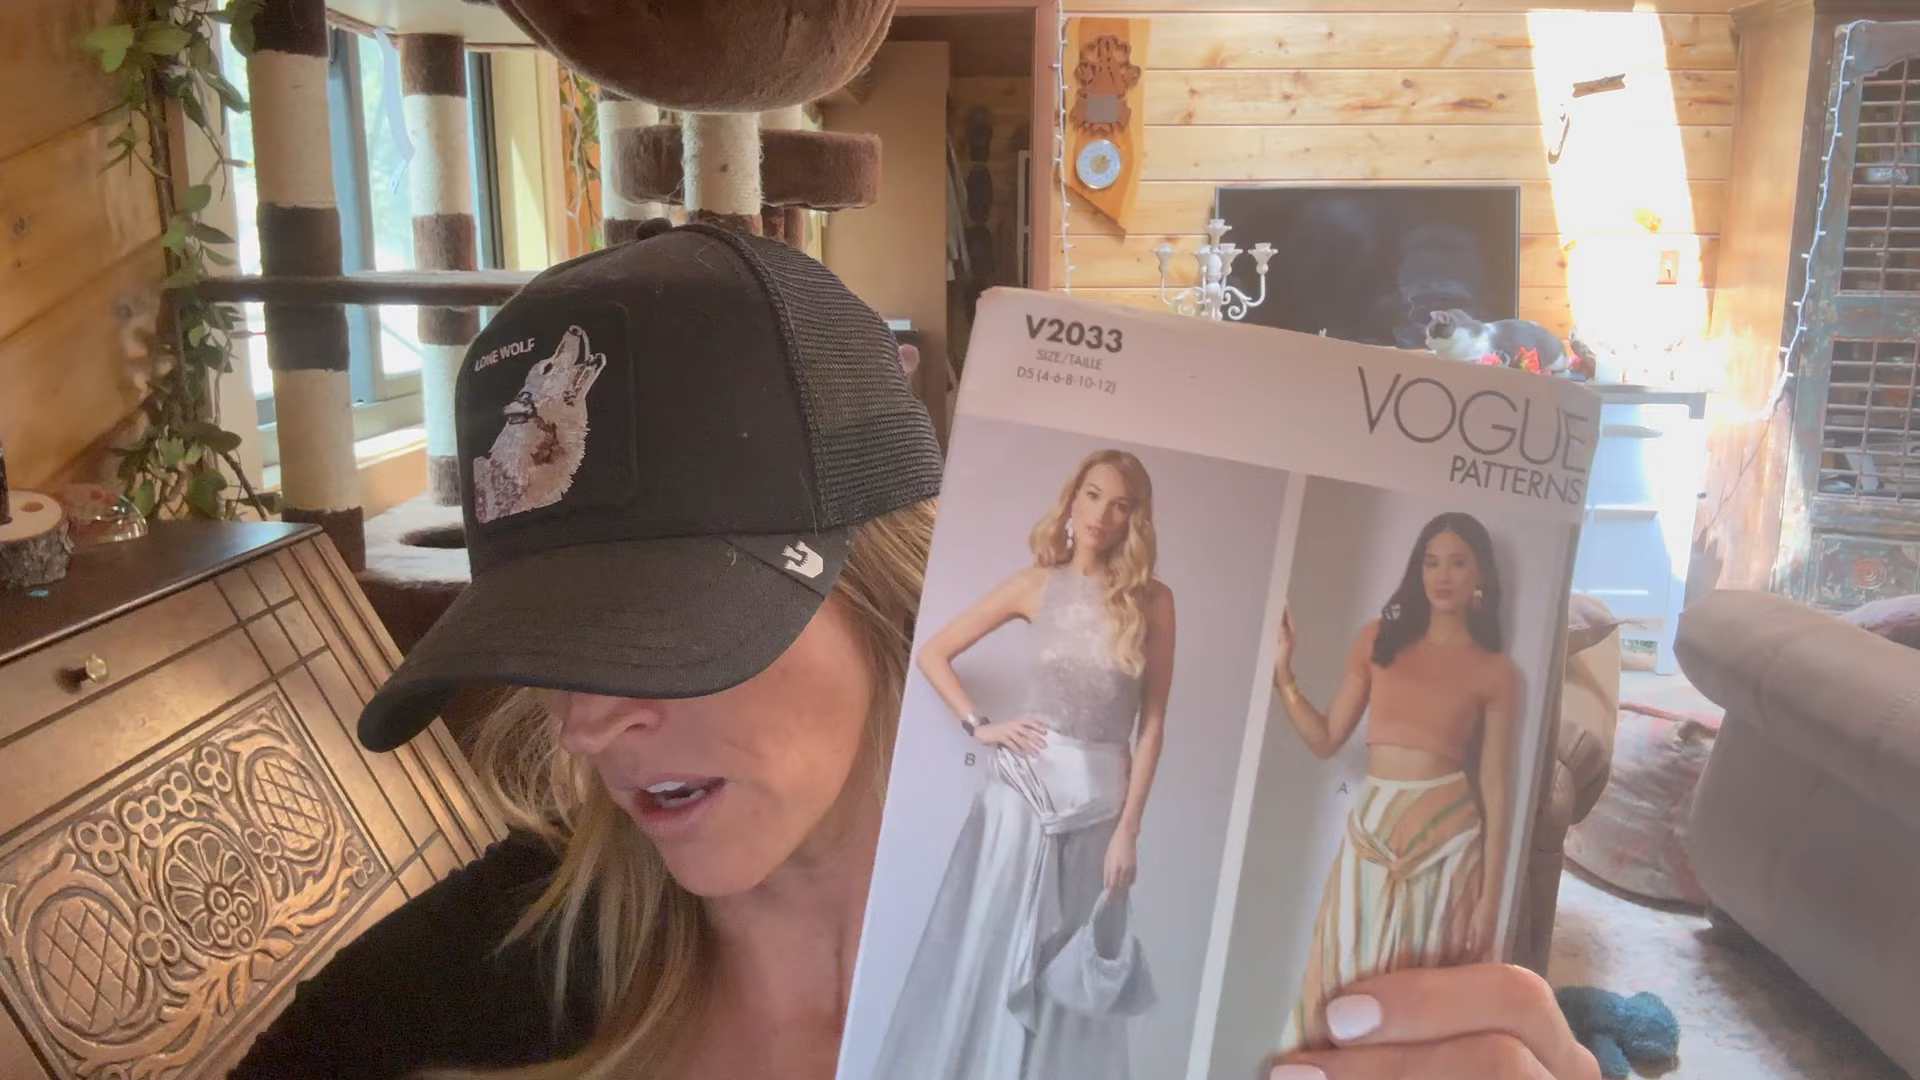 LONE WOLF
V2033
SIZE/TAILLE
D5 (4-6-8-10-12)
VOGUE
PATTERNS
B
A